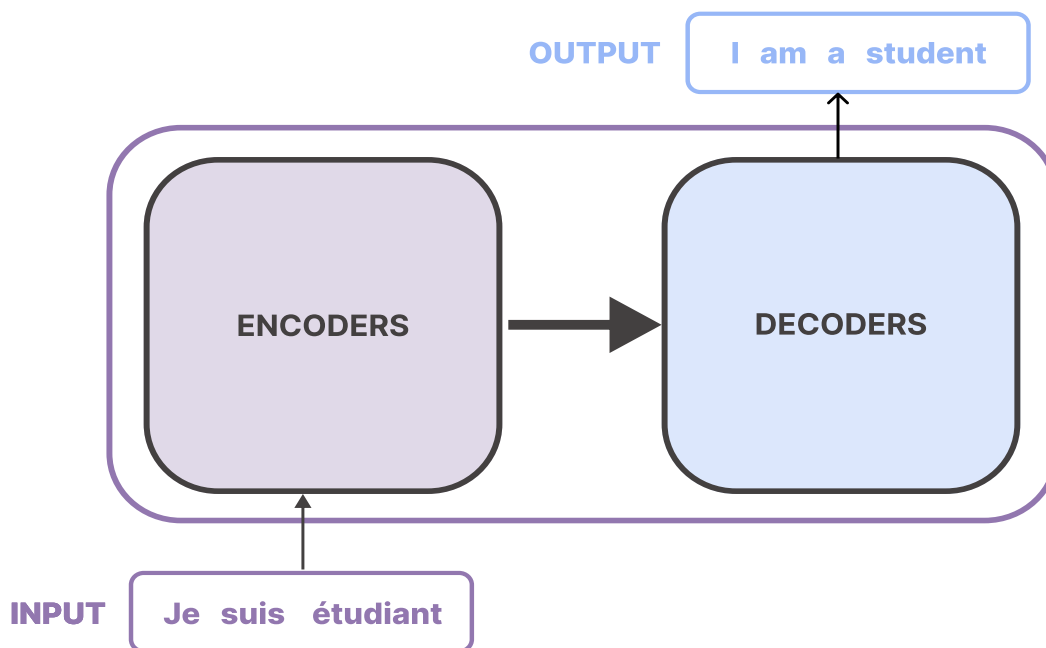 OUTPUT
I am a student
ENCODERS
DECODERS
INPUT
Je suis étudiant